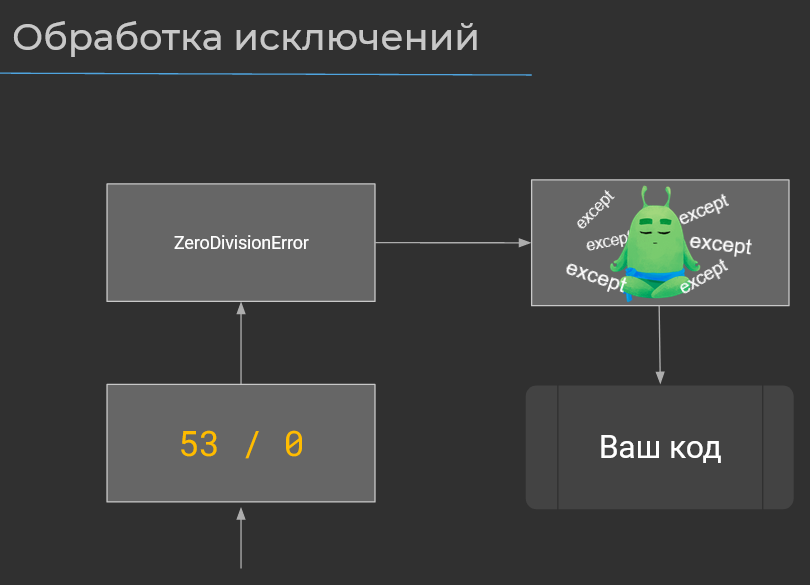 Обработка исключений
ZeroDivisionError
except
except
except
except
except
except
53 / 0
Ваш код